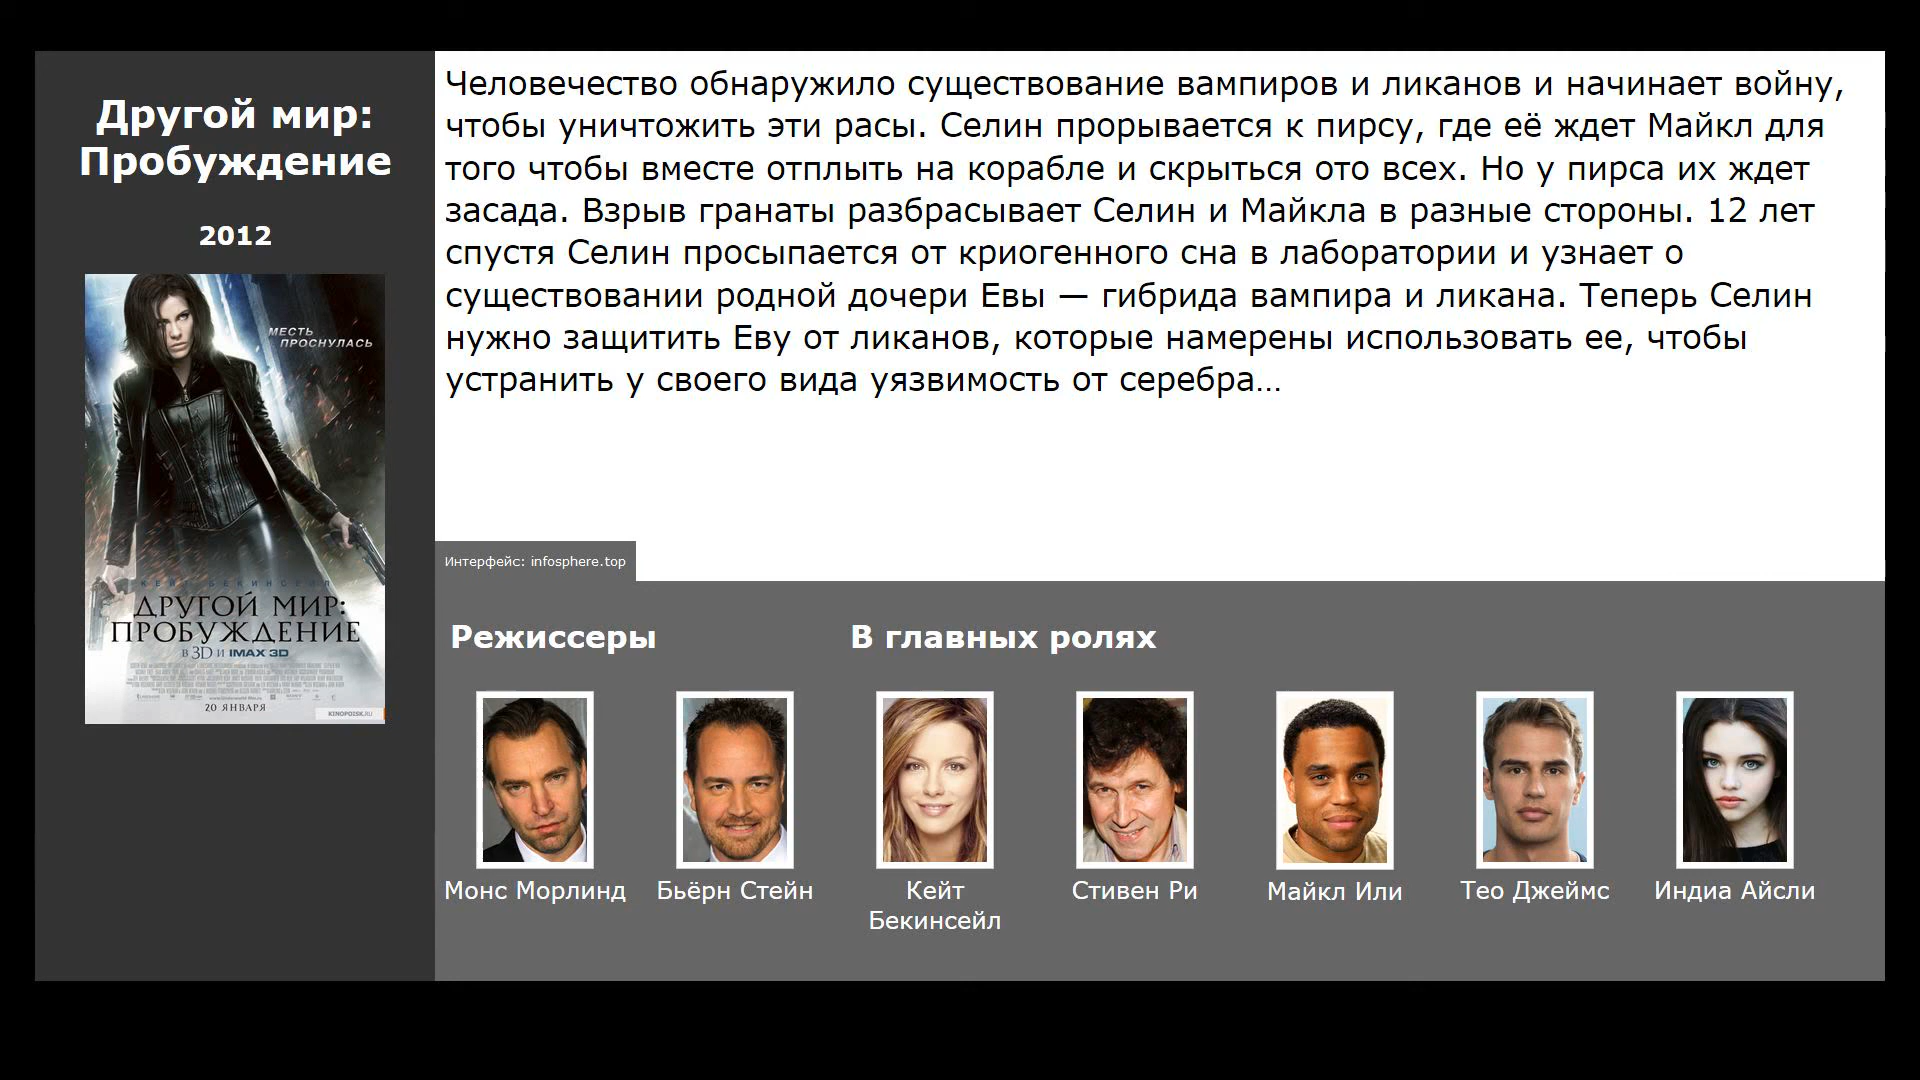 Другой мир:
Пробуждение
2012
МЕСТЬ
ПРОСНУЛАСЬ
КЕЙТ БЕКИНСЕЙЛ
ДРУГОЙ МИР:
ПРОБУЖДЕНИЕ
В 3D И IMAX 3D
20 ЯНВАРЯ
KINOPOISK.RU
Человечество обнаружило существование вампиров и ликанов и начинает войну,
чтобы уничтожить эти расы. Селин прорывается к пирсу, где её ждет Майкл для
того чтобы вместе отплыть на корабле и скрыться ото всех. Но у пирса их ждет
засада. Взрыв гранаты разбрасывает Селин и Майкла в разные стороны. 12 лет
спустя Селин просыпается от криогенного сна в лаборатории и узнает о
существовании родной дочери Евы — гибрида вампира и ликана. Теперь Селин
нужно защитить Еву от ликанов, которые намерены использовать ее, чтобы
устранить у своего вида уязвимость от серебра…
Интерфейс: infosphere.top
Режиссеры
В главных ролях
Монс Морлинд
Бьёрн Стейн
Кейт
Бекинсейл
Стивен Ри
Майкл Или
Тео Джеймс
Индиа Айсли